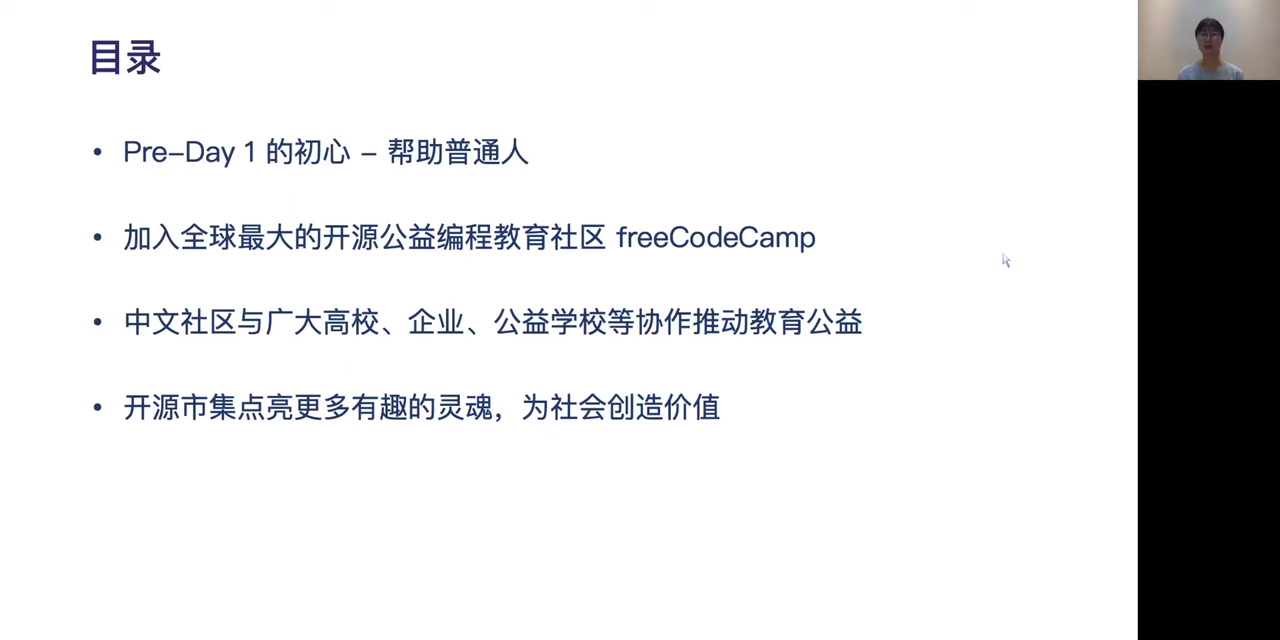 目录
• Pre-Day 1 的初心 - 帮助普通人
• 加入全球最大的开源公益编程教育社区 freeCodeCamp
• 中文社区与广大高校、企业、公益学校等协作推动教育公益
• 开源市集点亮更多有趣的灵魂，为社会创造价值